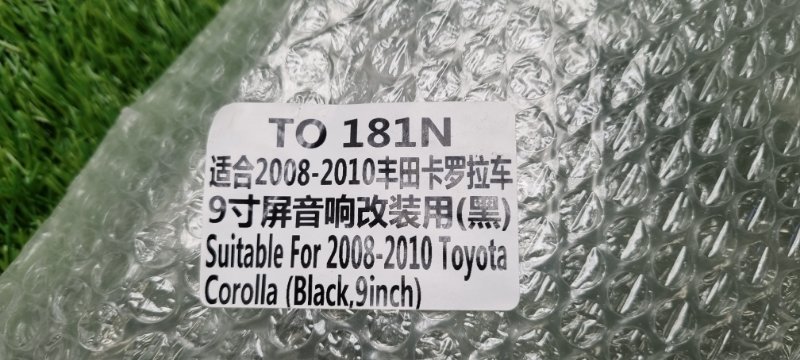 TO 181N
适合2008-2010丰田卡罗拉车
9寸屏音响改装用(黑)
Suitable For 2008-2010 Toyota
Corolla (Black,9inch)